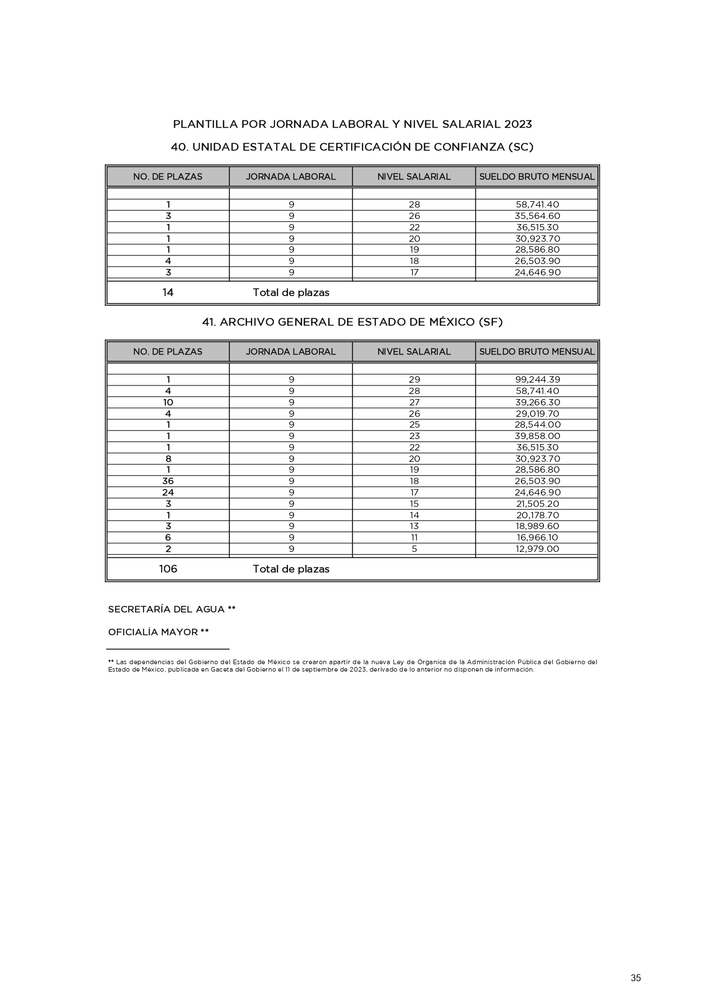 PLANTILLA POR JORNADA LABORAL Y NIVEL SALARIAL 2023
40. UNIDAD ESTATAL DE CERTIFICACIÓN DE CONFIANZA (SC)
NO. DE PLAZAS JORNADA LABORAL NIVEL SALARIAL SUELDO BRUTO MENSUAL
1 9 28 58,741.40
3 9 26 35,564.60
1 9 22 36,515.30
1 9 20 30,923.70
1 9 19 28,586.80
4 9 18 26,503.90
3 9 17 24,646.90
14 Total de plazas
41. ARCHIVO GENERAL DE ESTADO DE MÉXICO (SF)
NO. DE PLAZAS JORNADA LABORAL NIVEL SALARIAL SUELDO BRUTO MENSUAL
1 9 29 99,244.39
4 9 28 58,741.40
10 9 27 39,266.30
4 9 26 29,019.70
1 9 25 28,544.00
1 9 23 39,858.00
1 9 22 36,515.30
8 9 20 30,923.70
1 9 19 28,586.80
36 9 18 26,503.90
24 9 17 24,646.90
3 9 15 21,505.20
1 9 14 20,178.70
3 9 13 18,989.60
6 9 11 16,966.10
2 9 5 12,979.00
106 Total de plazas
SECRETARÍA DEL AGUA **
OFICIALÍA MAYOR **
** Las dependencias del Gobierno del Estado de México se crearon apartir de la nueva Ley de Órganica de la Administración Pública del Gobierno del
Estado de México, publicada en Gaceta del Gobierno el 11 de septiembre de 2023, derivado de lo anterior no disponen de información.
35